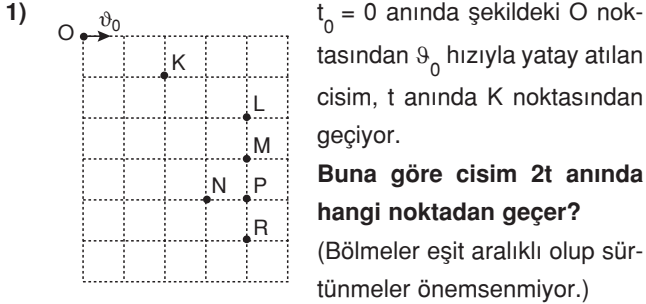 1)
O ϑ0
K
L
M
N P
R
t0 = 0 anında şekildeki O nok-
tasından ϑ0 hızıyla yatay atılan
cisim, t anında K noktasından
geçiyor.
Buna göre cisim 2t anında
hangi noktadan geçer?
(Bölmeler eşit aralıklı olup sür-
tünmeler önemsenmiyor.)